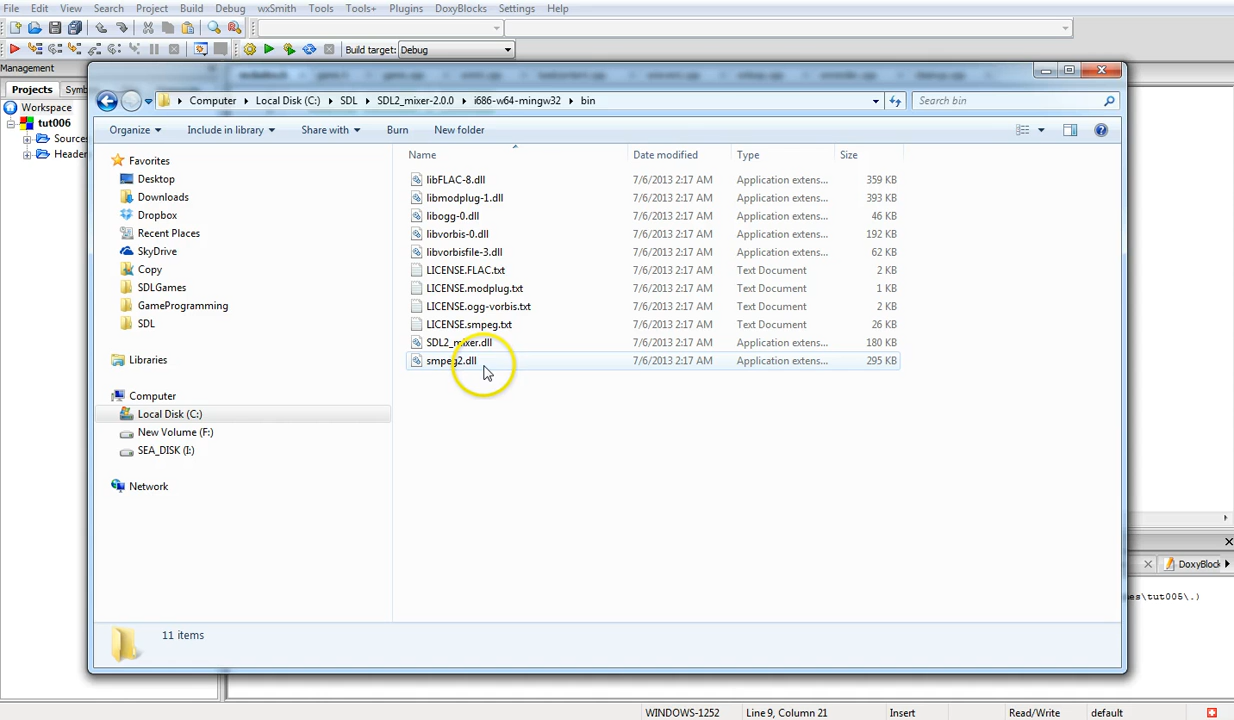 File Edit View Search Project Build Debug wxSmith Tools Tools+ Plugins DoxyBlocks Settings Help
Build target: Debug
Management
Projects Symb
Workspace
tut006
Sources
Header
Computer Local Disk (C:) SDL SDL2_mixer-2.0.0 i686-w64-mingw32 bin Search bin
Organize Include in library Share with Burn New folder
Name Date modified Type Size
Favorites
Desktop
Downloads
Dropbox
Recent Places
SkyDrive
Copy
SDLGames
GameProgramming
SDL
Libraries
Computer
Local Disk (C:)
New Volume (F:)
SEA_DISK (I:)
Network
libFLAC-8.dll 7/6/2013 2:17 AM Application extens... 359 KB
libmodplug-1.dll 7/6/2013 2:17 AM Application extens... 393 KB
libogg-0.dll 7/6/2013 2:17 AM Application extens... 46 KB
libvorbis-0.dll 7/6/2013 2:17 AM Application extens... 192 KB
libvorbisfile-3.dll 7/6/2013 2:17 AM Application extens... 62 KB
LICENSE.FLAC.txt 7/6/2013 2:17 AM Text Document 2 KB
LICENSE.modplug.txt 7/6/2013 2:17 AM Text Document 1 KB
LICENSE.ogg-vorbis.txt 7/6/2013 2:17 AM Text Document 2 KB
LICENSE.smpeg.txt 7/6/2013 2:17 AM Text Document 26 KB
SDL2_mixer.dll 7/6/2013 2:17 AM Application extens... 180 KB
smpeg2.dll 7/6/2013 2:17 AM Application extens... 295 KB
DoxyBlocks
es\tut005\.)
11 items
WINDOWS-1252 Line 9, Column 21 Insert Read/Write default